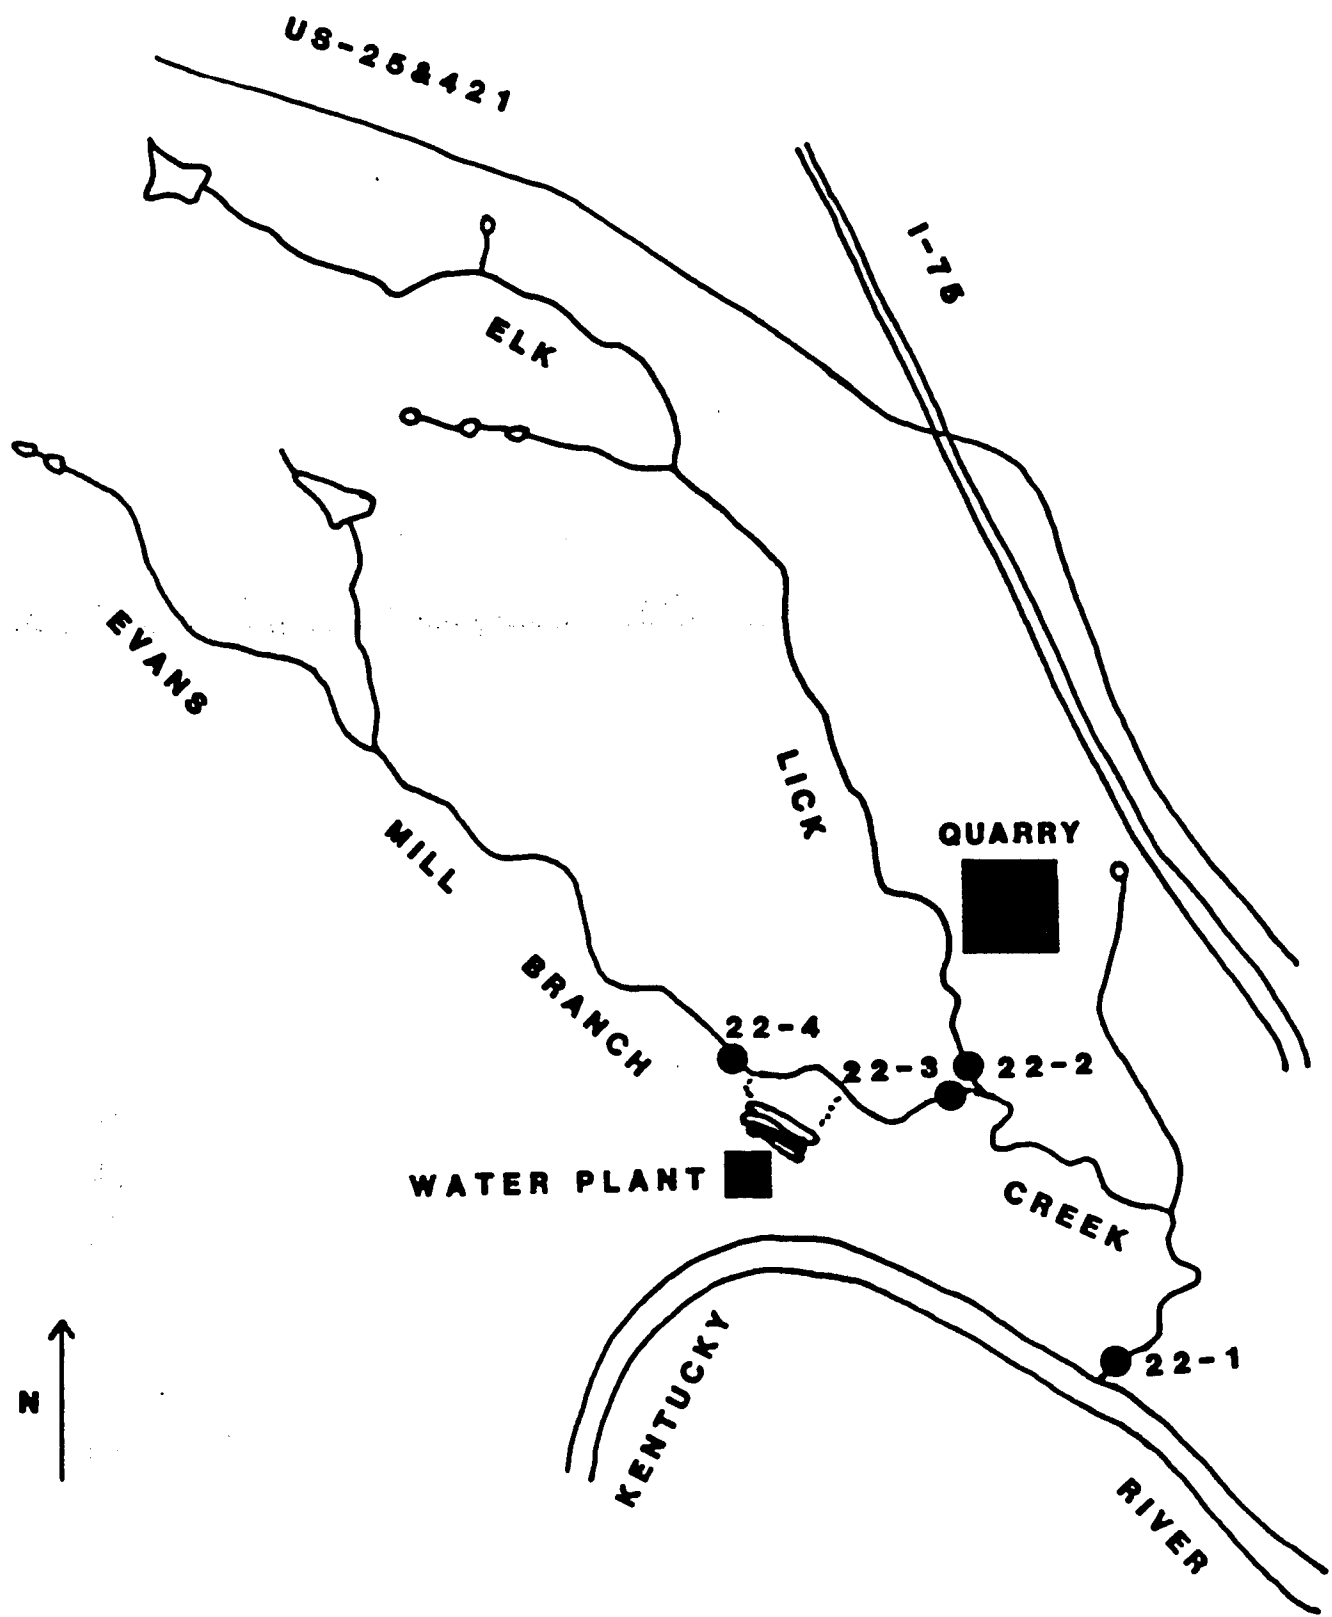 US-25&421
I-75
ELK
EVANS
LICK
MILL
QUARRY
BRANCH
22-4
22-3
22-2
WATER PLANT
CREEK
KENTUCKY
22-1
N
RIVER